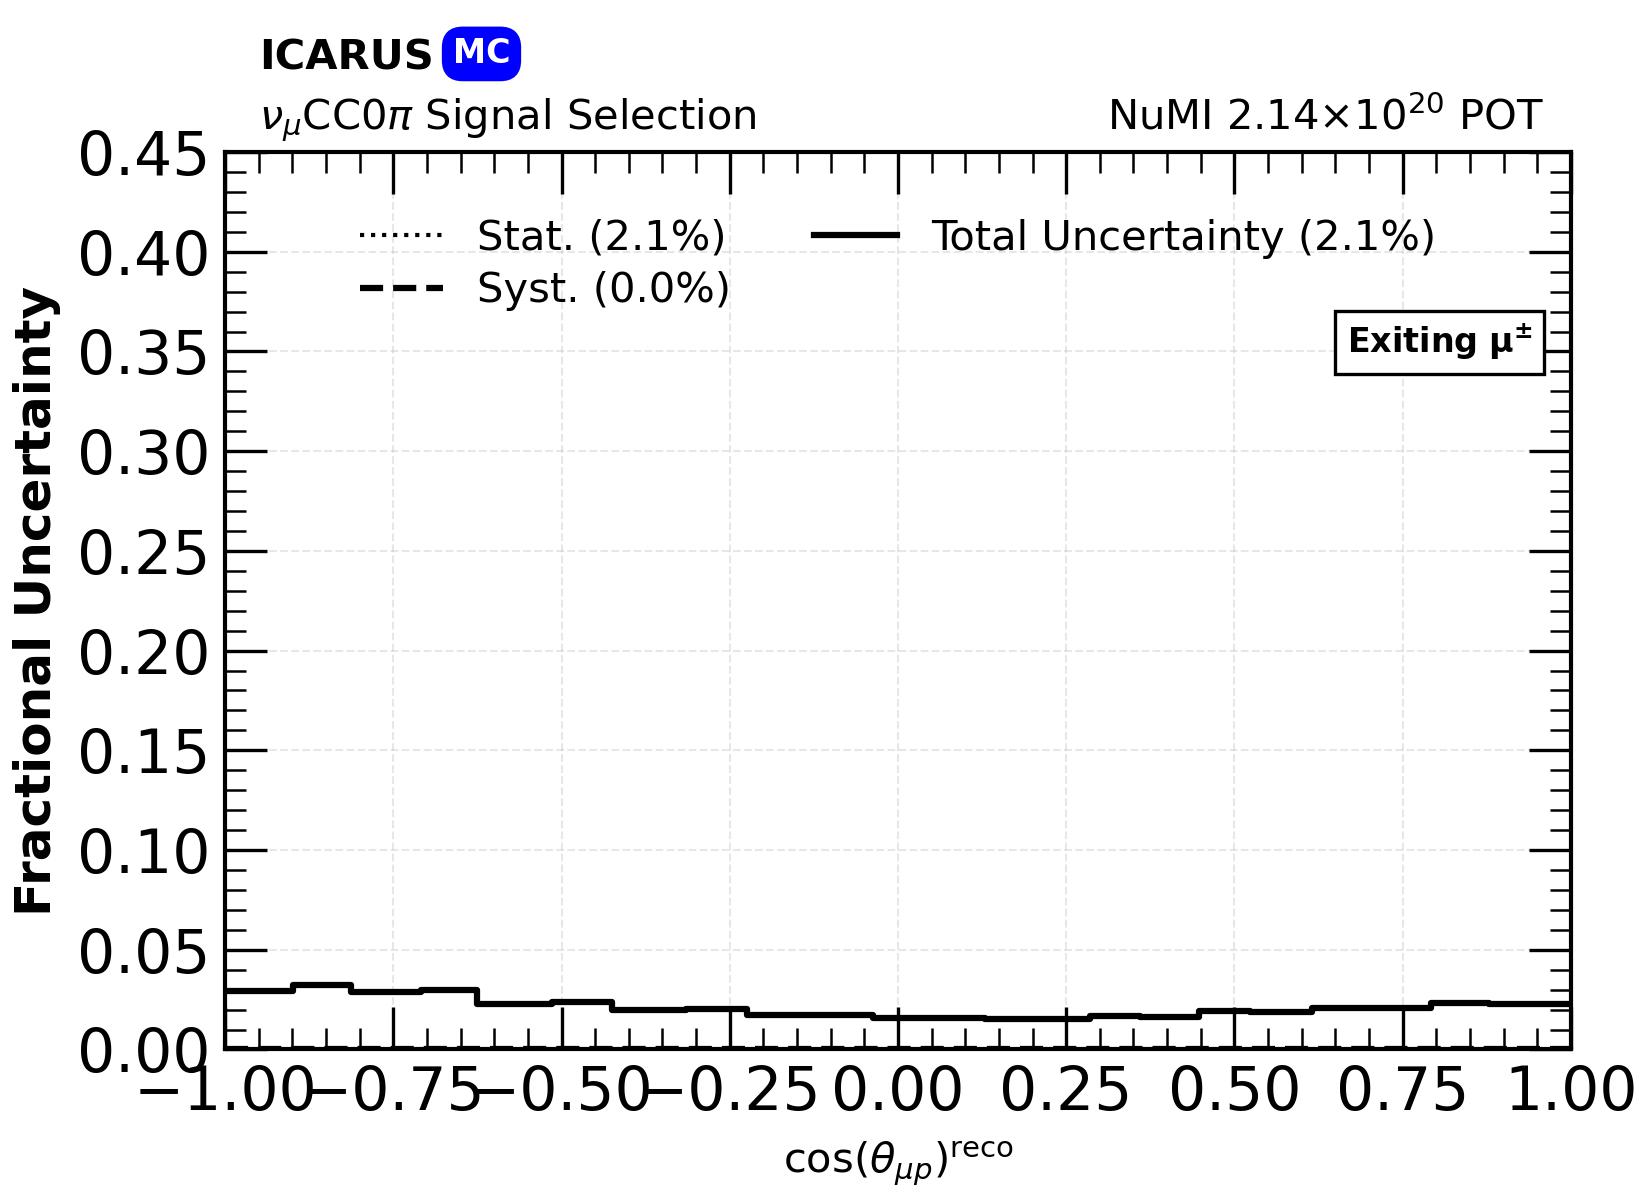 ICARUS MC
νμCC0π Signal Selection NuMI 2.14×10²⁰ POT
Stat. (2.1%) Total Uncertainty (2.1%)
Syst. (0.0%)
Exiting μ±
Fractional Uncertainty
0.45
0.40
0.35
0.30
0.25
0.20
0.15
0.10
0.05
0.00
−1.00 −0.75 −0.50 −0.25 0.00 0.25 0.50 0.75 1.00
cos(θμp)reco